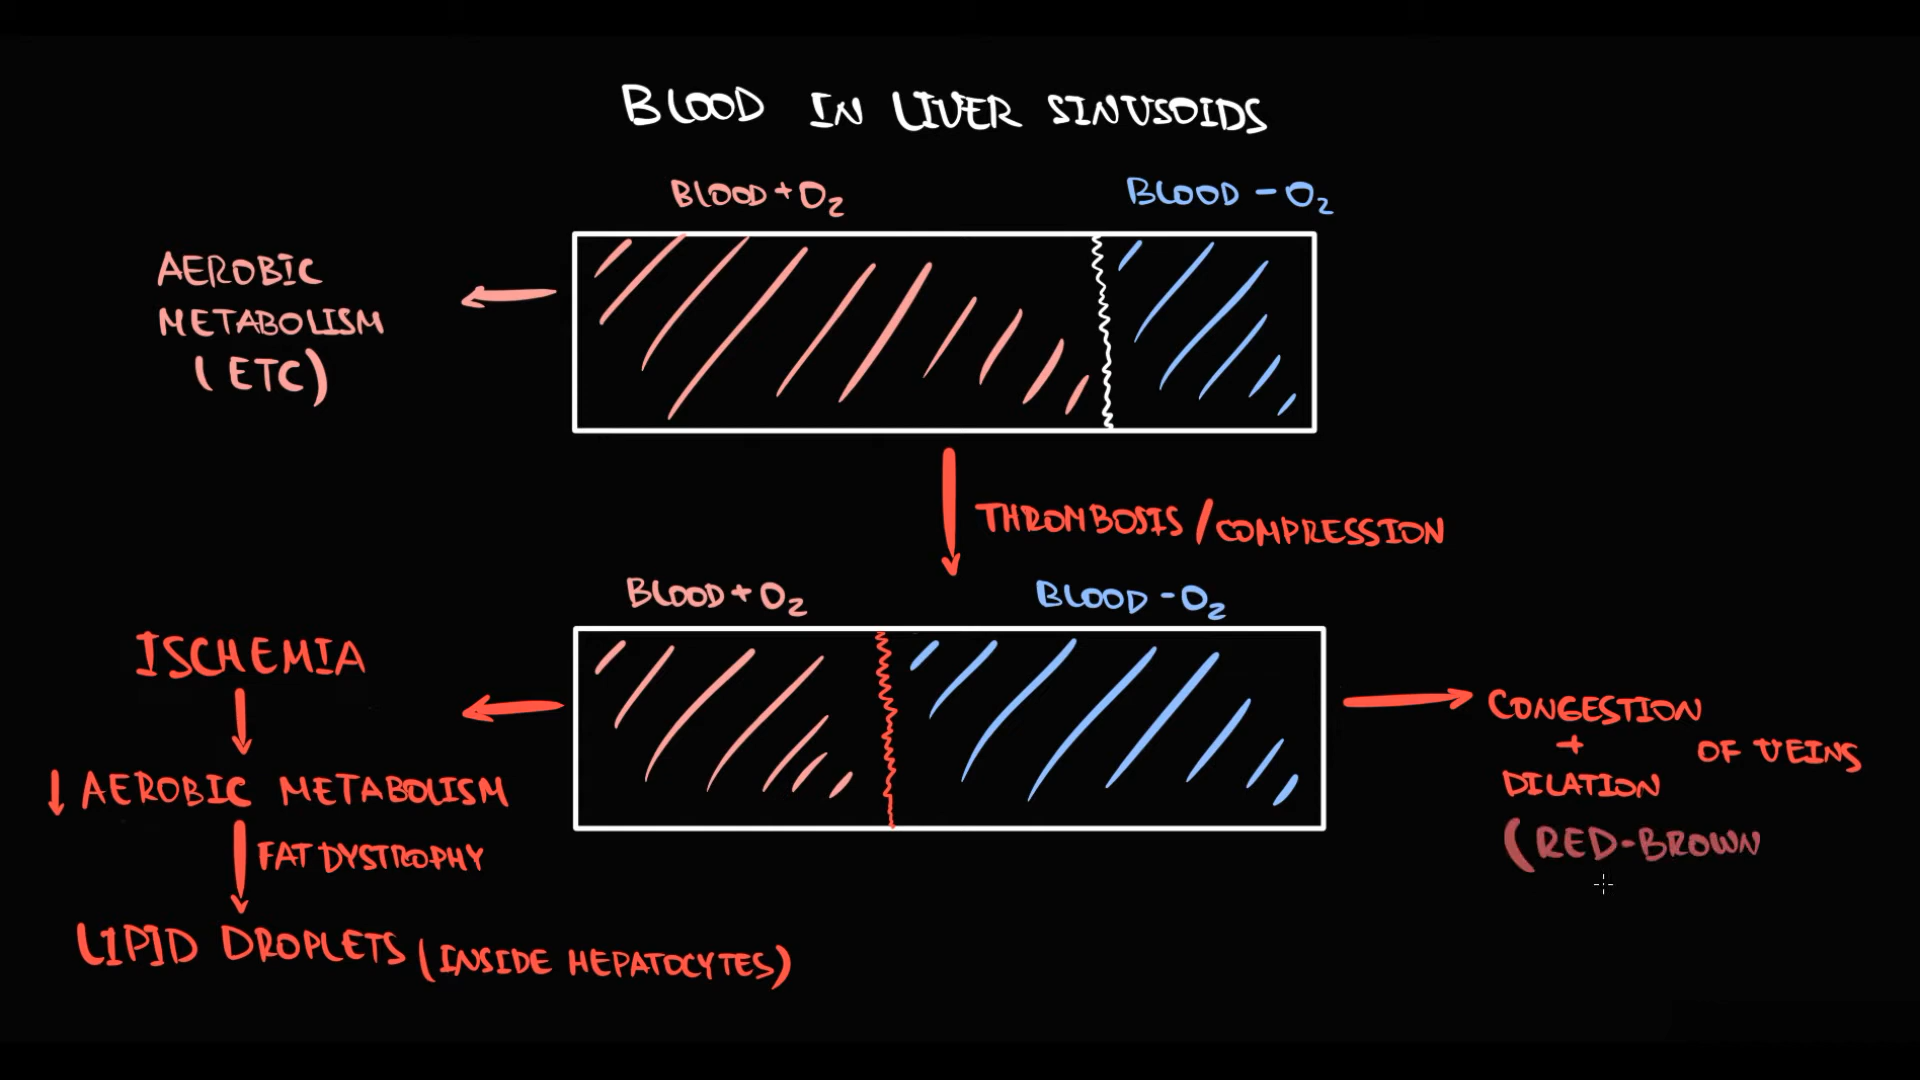 BLOOD IN LIVER SINUSOIDS
BLOOD + O2
BLOOD - O2
AEROBIC
METABOLISM
(ETC)
THROMBOSIS/COMPRESSION
BLOOD + O2
BLOOD - O2
ISCHEMIA
↓ AEROBIC METABOLISM
FAT DYSTROPHY
LIPID DROPLETS (INSIDE HEPATOCYTES)
CONGESTION
+
OF VEINS
DILATION
(RED-BROWN